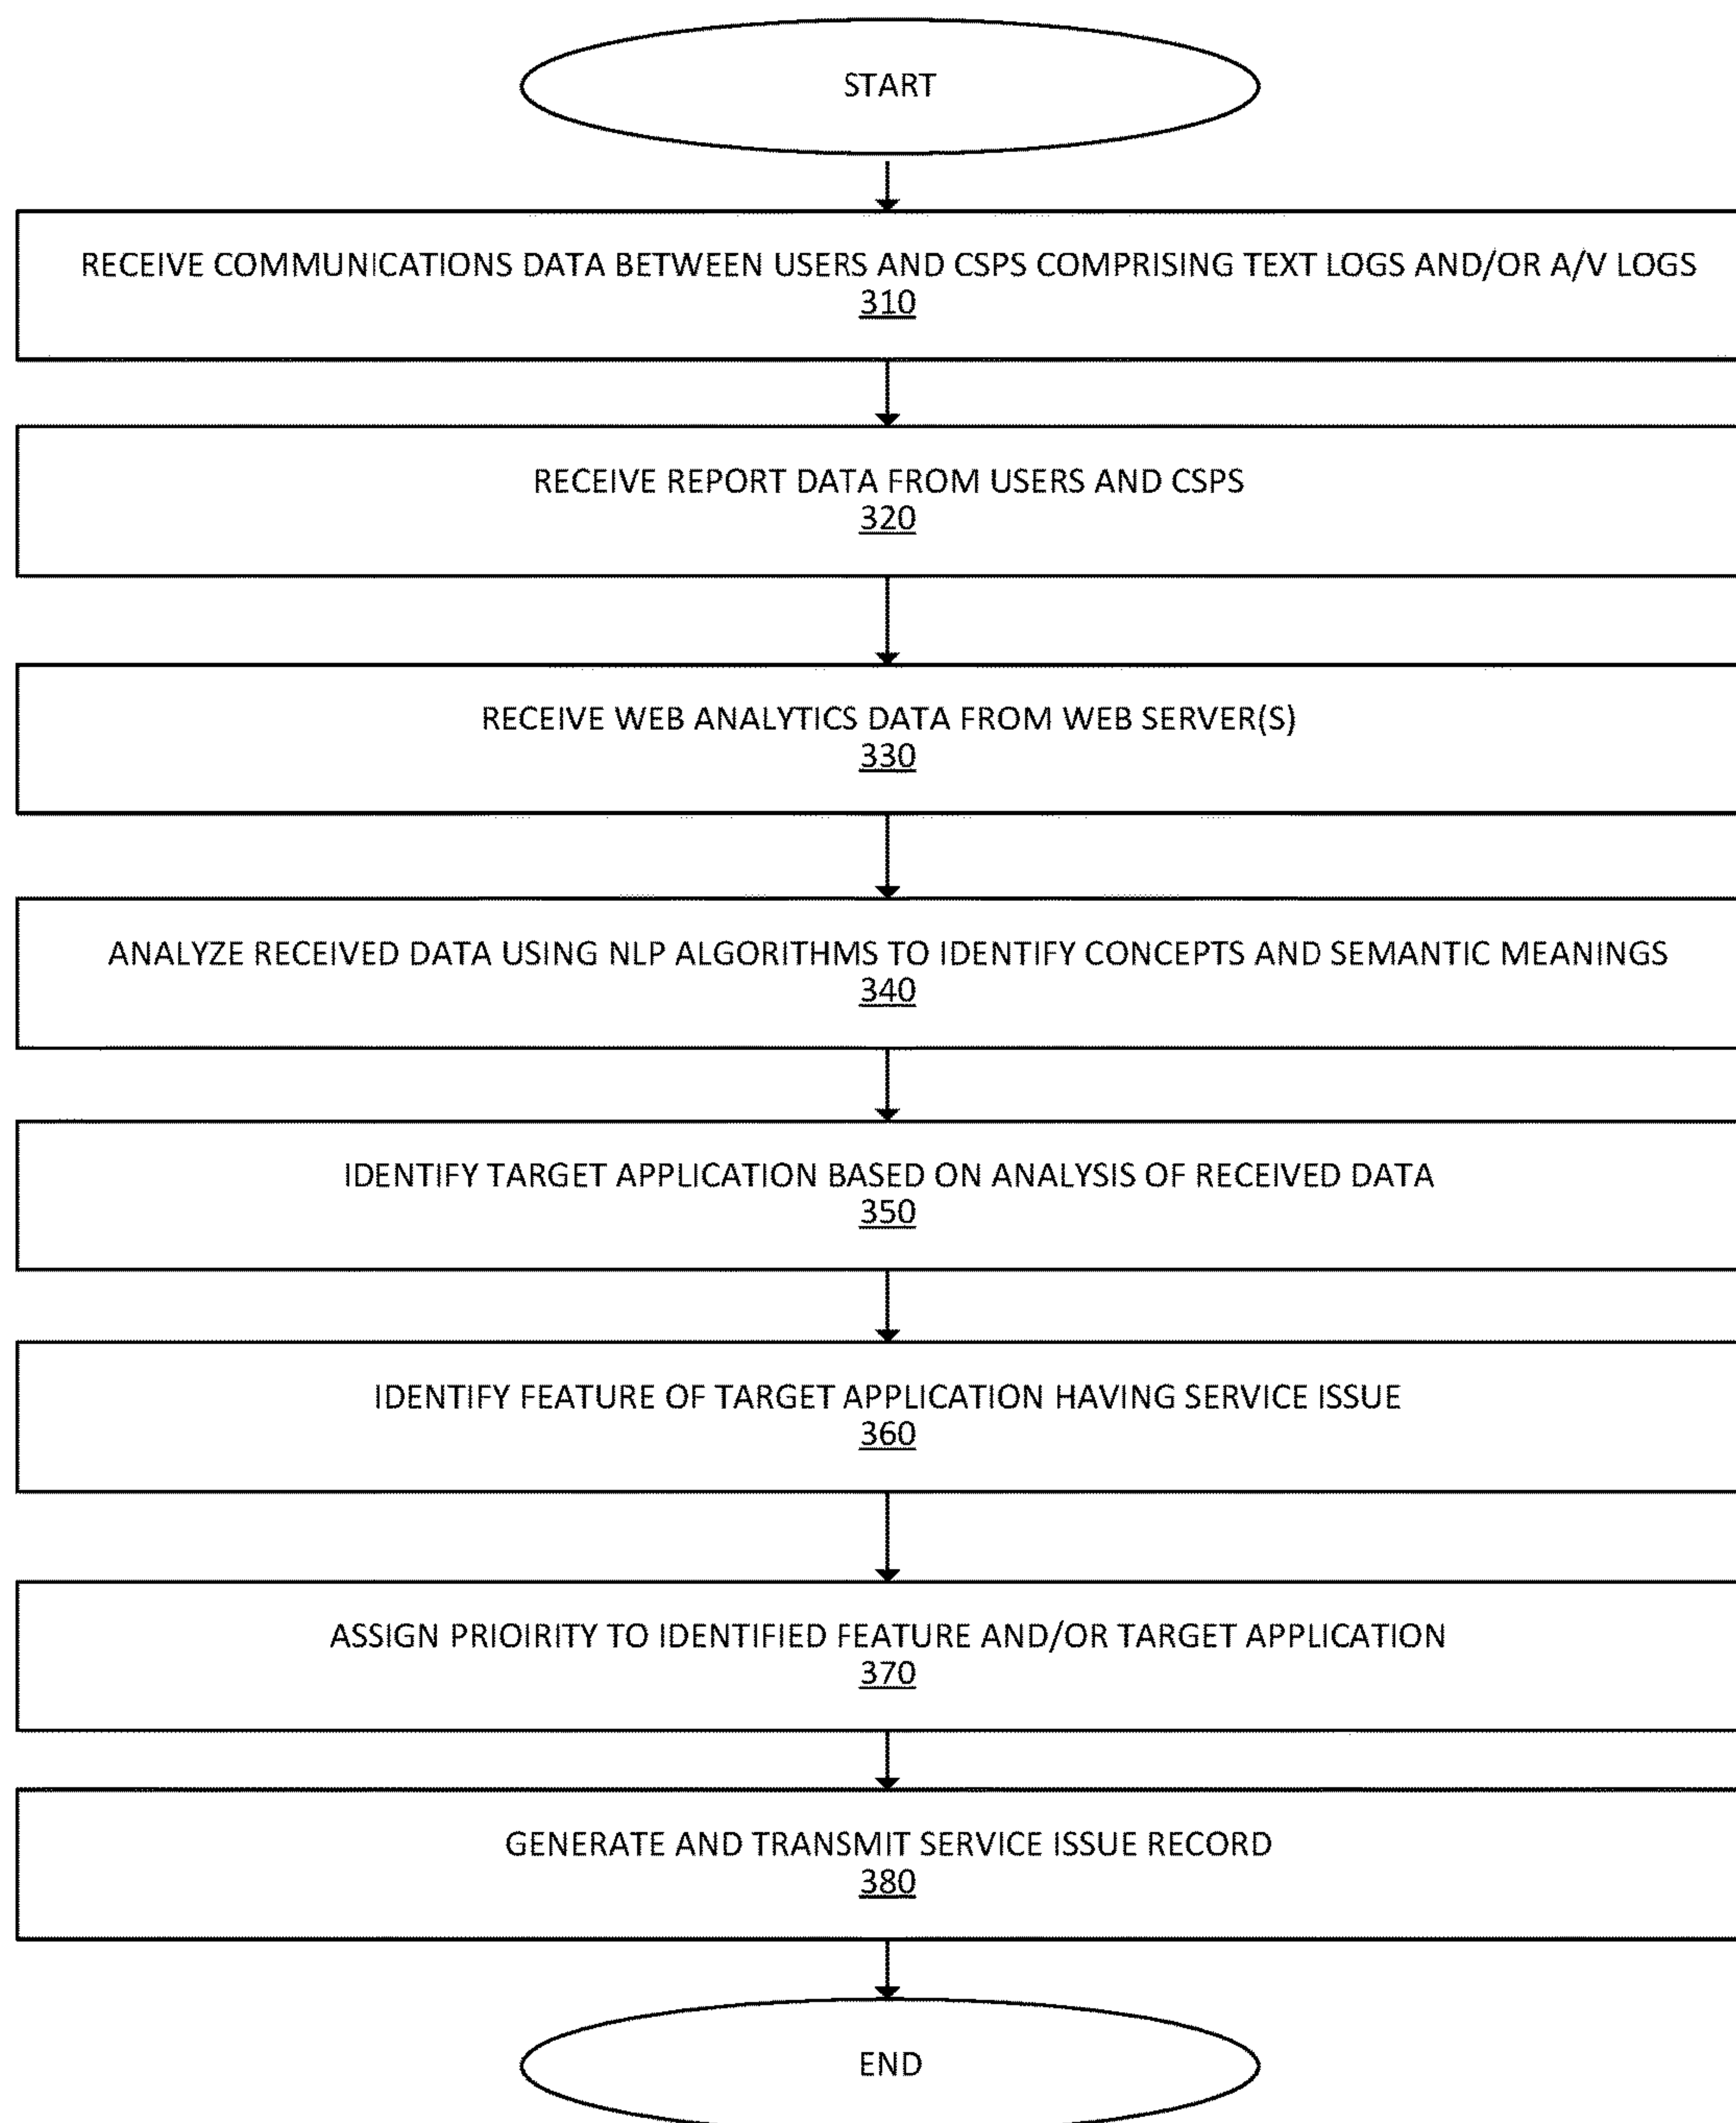 START
RECEIVE COMMUNICATIONS DATA BETWEEN USERS AND CSPS COMPRISING TEXT LOGS AND/OR A/V LOGS
310
RECEIVE REPORT DATA FROM USERS AND CSPS
320
RECEIVE WEB ANALYTICS DATA FROM WEB SERVER(S)
330
ANALYZE RECEIVED DATA USING NLP ALGORITHMS TO IDENTIFY CONCEPTS AND SEMANTIC MEANINGS
340
IDENTIFY TARGET APPLICATION BASED ON ANALYSIS OF RECEIVED DATA
350
IDENTIFY FEATURE OF TARGET APPLICATION HAVING SERVICE ISSUE
360
ASSIGN PRIOIRITY TO IDENTIFIED FEATURE AND/OR TARGET APPLICATION
370
GENERATE AND TRANSMIT SERVICE ISSUE RECORD
380
END